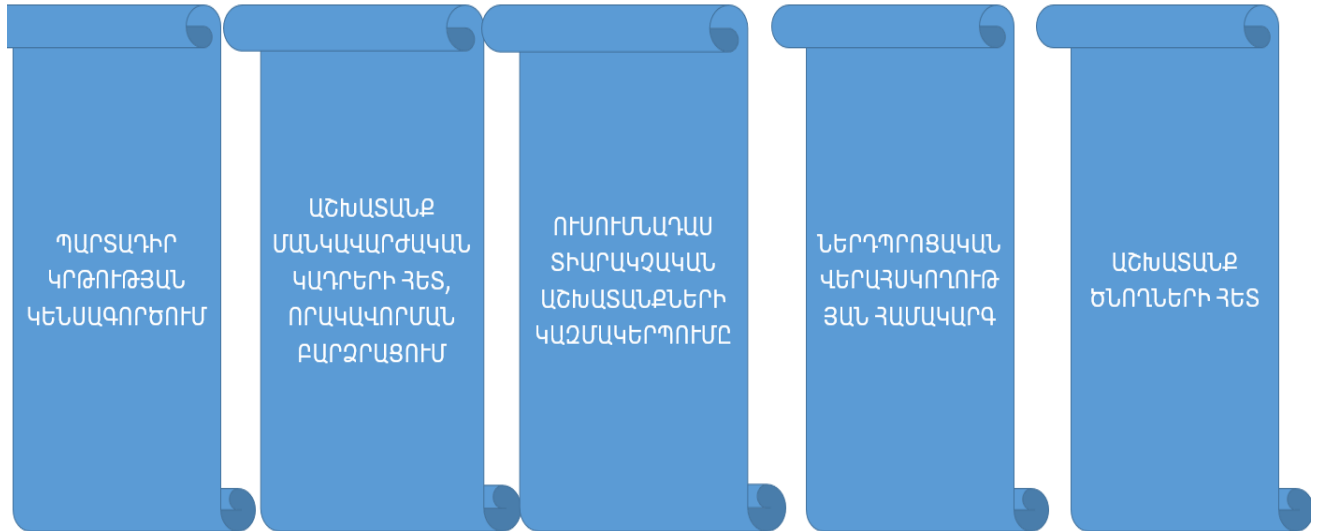 ՊԱՐՏԱԴԻՐ
ԿՐԹՈՒԹՅԱՆ
ԿԵՆՍԱԳՈՐԾՈՒՄ
ԱՇԽԱՏԱՆՔ
ՄԱՆԿԱՎԱՐԺԱԿԱՆ
ԿԱԴՐԵՐԻ ՀԵՏ,
ՈՐԱԿԱՎՈՐՄԱՆ
ԲԱՐՁՐԱՑՈՒՄ
ՈՒՍՈՒՄՆԱԴԱՍ
ՏԻԱՐԱԿՉԱԿԱՆ
ԱՇԽԱՏԱՆՔՆԵՐԻ
ԿԱԶՄԱԿԵՐՊՈՒՄԸ
ՆԵՐԴՊՐՈՑԱԿԱՆ
ՎԵՐԱՀՍԿՈՂՈՒԹ
ՅԱՆ ՀԱՄԱԿԱՐԳ
ԱՇԽԱՏԱՆՔ
ԾՆՈՂՆԵՐԻ ՀԵՏ